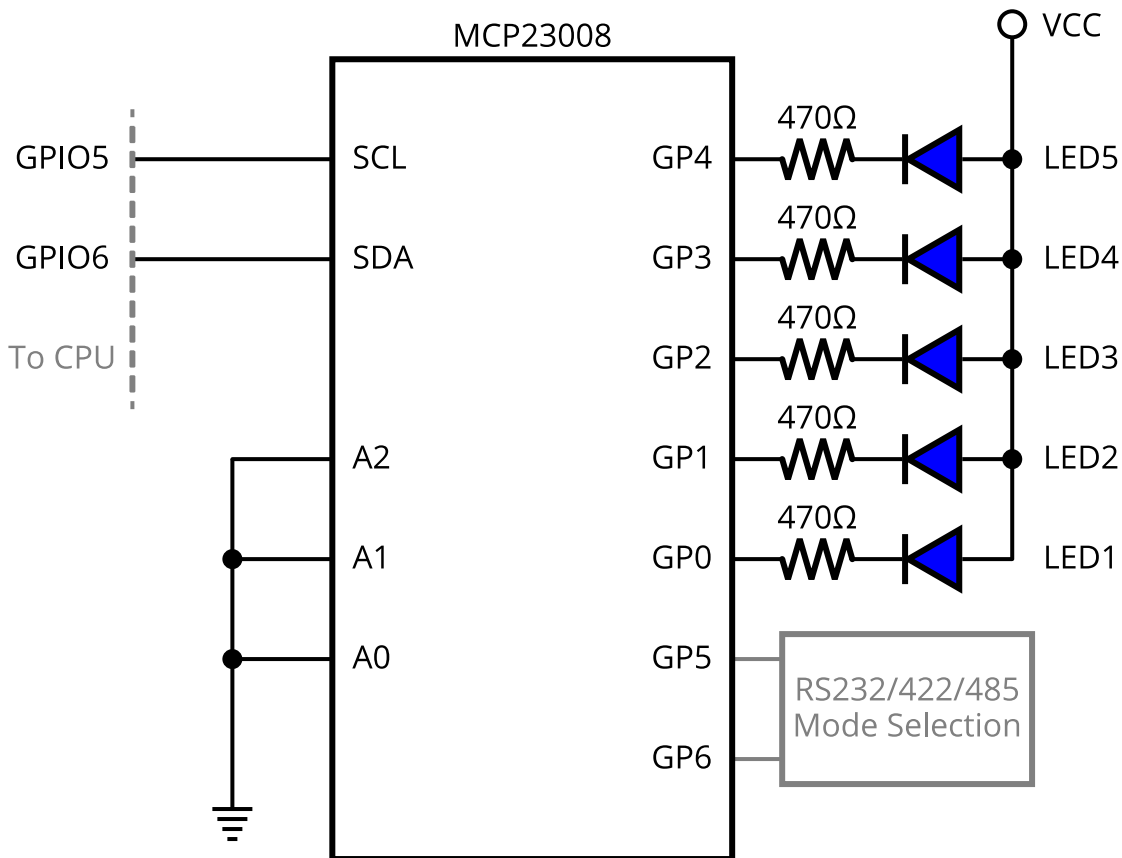 MCP23008
VCC
GPIO5
SCL
GP4
470Ω
LED5
GPIO6
SDA
GP3
470Ω
LED4
To CPU
GP2
470Ω
LED3
A2
GP1
470Ω
LED2
A1
GP0
470Ω
LED1
A0
GP5
RS232/422/485
Mode Selection
GP6